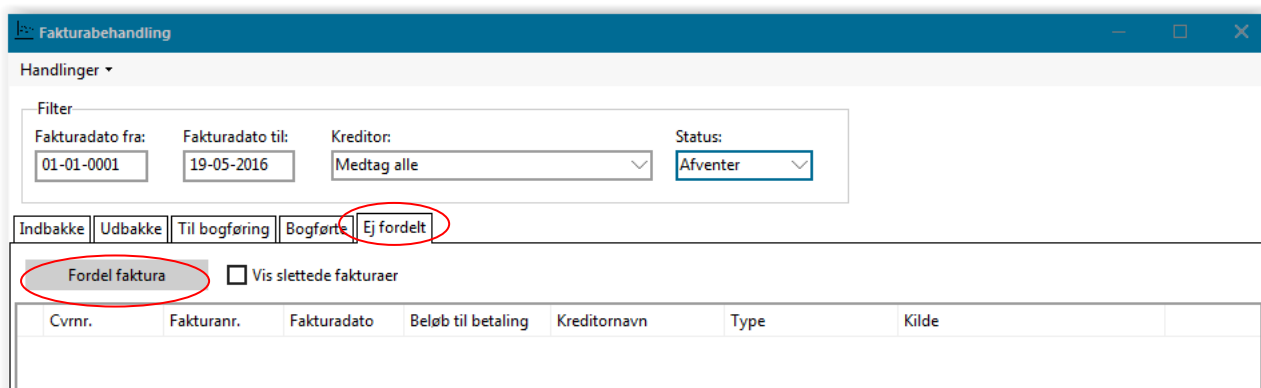 Fakturabehandling
Handlinger
Filter
Fakturadato fra: Fakturadato til: Kreditor: Status:
01-01-0001 19-05-2016 Medtag alle Afventer
Indbakke Udbakke Til bogføring Bogførte Ej fordelt
Fordel faktura Vis slettede fakturaer
Cvrnr. Fakturanr. Fakturadato Beløb til betaling Kreditornavn Type Kilde